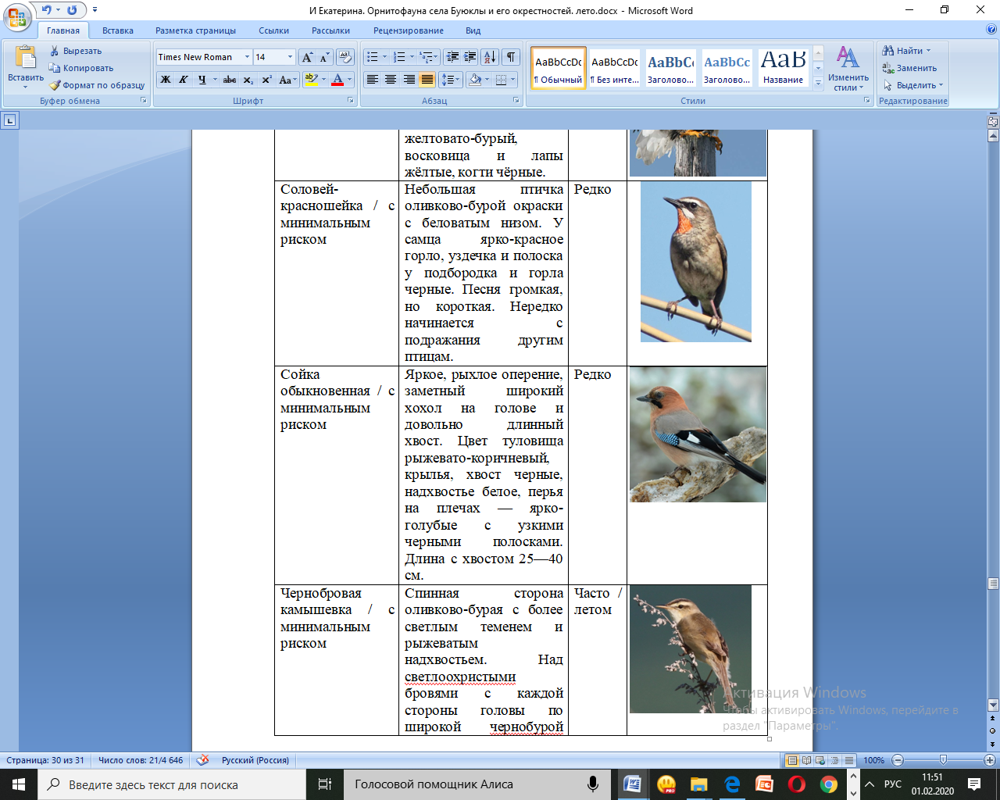 И Екатерина. Орнитофауна села Буюклы и его окрестностей. лето.docx - Microsoft Word
Главная Вставка Разметка страницы Ссылки Рассылки Рецензирование Вид
Вставить
Вырезать
Копировать
Формат по образцу
Буфер обмена
Times New Roman 14
Ж К Ч abc x₂ x² Aa
Шрифт
Абзац
AaBbCcDc AaBbCcDc AaBbCc AaBbCc AaB
¶ Обычный ¶ Без инте... Заголово... Заголово... Название
Изменить стили
Стили
Найти
Заменить
Выделить
Редактирование
желтовато-бурый,
восковица и лапы
жёлтые, когти чёрные.
Соловей-
красношейка / с
минимальным
риском
Небольшая птичка
оливково-бурой окраски
с беловатым низом. У
самца ярко-красное
горло, уздечка и полоска
у подбородка и горла
черные. Песня громкая,
но короткая. Нередко
начинается с
подражания другим
птицам.
Редко
Сойка
обыкновенная / с
минимальным
риском
Яркое, рыхлое оперение,
заметный широкий
хохол на голове и
довольно длинный
хвост. Цвет туловища
рыжевато-коричневый,
крылья, хвост черные,
надхвостье белое, перья
на плечах — ярко-
голубые с узкими
черными полосками.
Длина с хвостом 25—40
см.
Редко
Чернобровая
камышевка / с
минимальным
риском
Спинная сторона
оливково-бурая с более
светлым теменем и
рыжеватым
надхвостьем. Над
светлоохристыми
бровями с каждой
стороны головы по
широкой чернобурой
Часто /
летом
Активация Windows
Чтобы активировать Windows, перейдите в
раздел "Параметры".
Страница: 30 из 31 Число слов: 21/4 646 Русский (Россия) 100%
Введите здесь текст для поиска
Голосовой помощник Алиса
РУС
11:51
01.02.2020